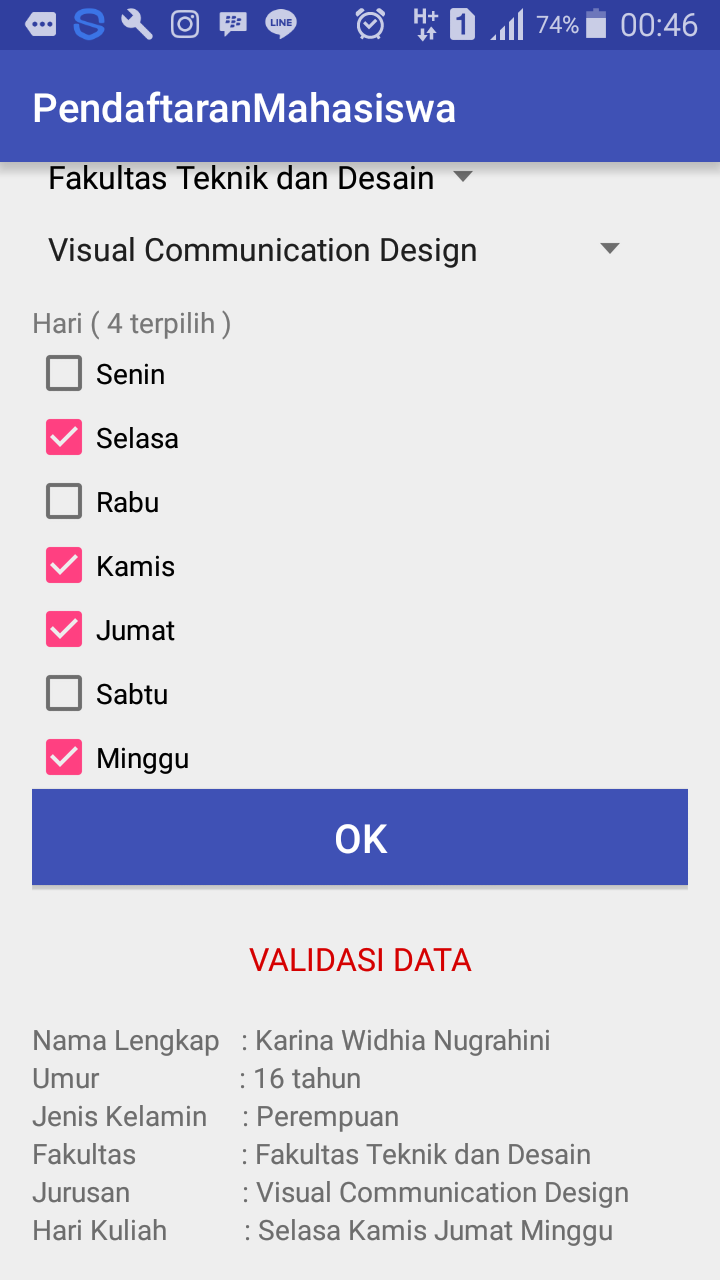 LINE H+ 1 74% 00:46
PendaftaranMahasiswa
Fakultas Teknik dan Desain
Visual Communication Design
Hari ( 4 terpilih )
Senin
Selasa
Rabu
Kamis
Jumat
Sabtu
Minggu
OK
VALIDASI DATA
Nama Lengkap : Karina Widhia Nugrahini
Umur : 16 tahun
Jenis Kelamin : Perempuan
Fakultas : Fakultas Teknik dan Desain
Jurusan : Visual Communication Design
Hari Kuliah : Selasa Kamis Jumat Minggu